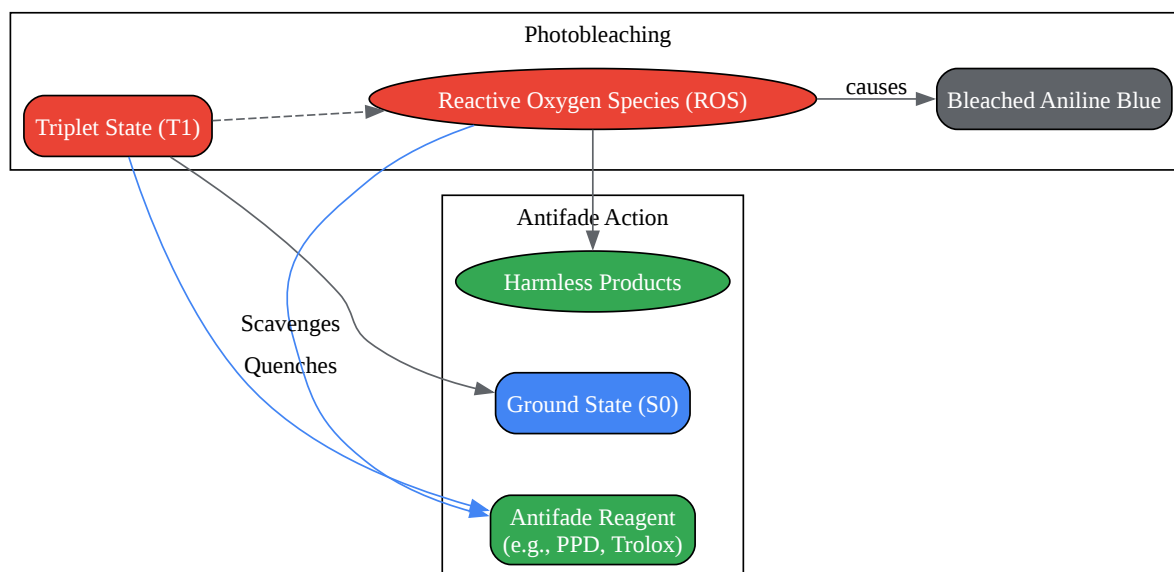 Photobleaching
Triplet State (T1)
Reactive Oxygen Species (ROS)
causes
Bleached Aniline Blue
Antifade Action
Harmless Products
Scavenges
Quenches
Ground State (S0)
Antifade Reagent
(e.g., PPD, Trolox)